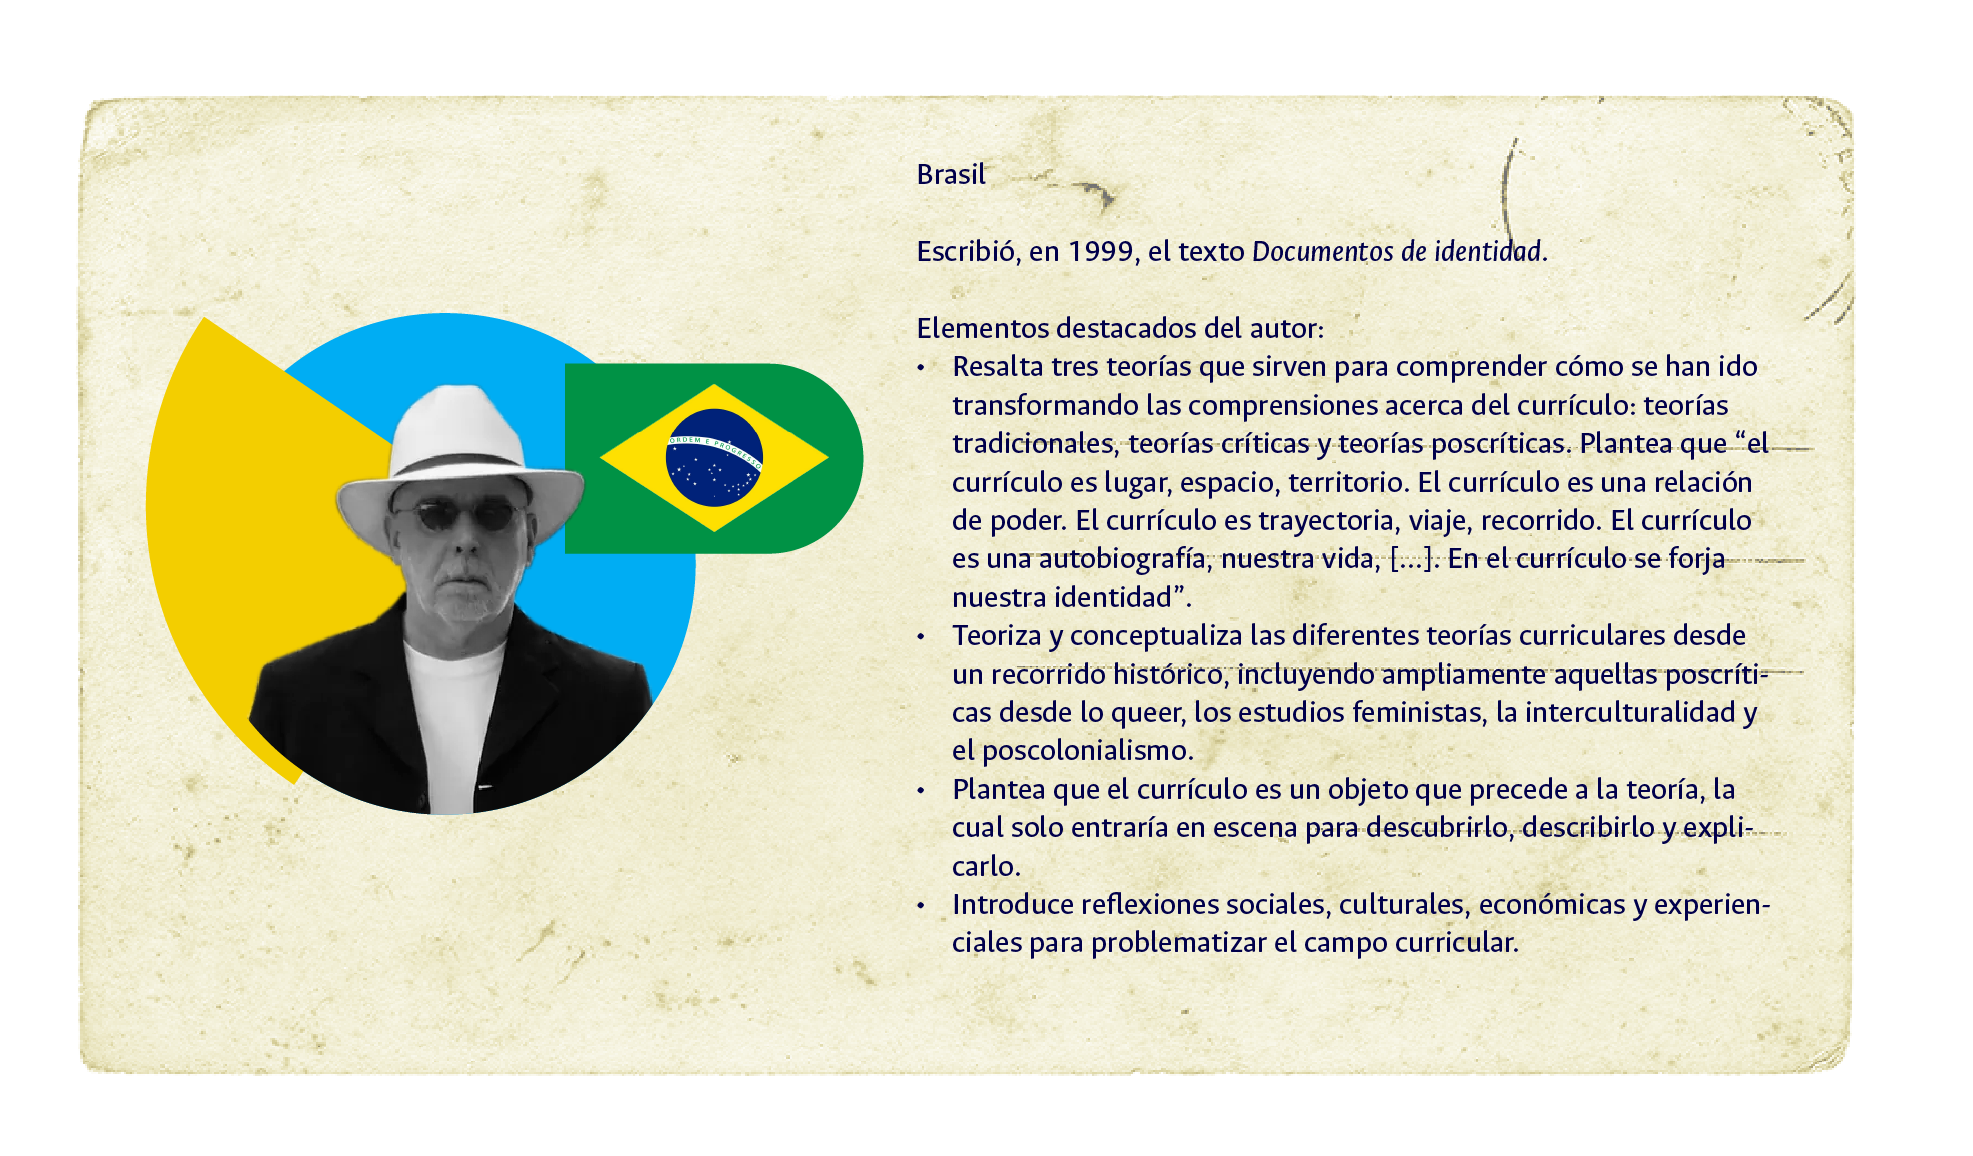 Brasil
Escribió, en 1999, el texto Documentos de identidad.
Elementos destacados del autor:
• Resalta tres teorías que sirven para comprender cómo se han ido
transformando las comprensiones acerca del currículo: teorías
tradicionales, teorías críticas y teorías poscríticas. Plantea que “el
currículo es lugar, espacio, territorio. El currículo es una relación
de poder. El currículo es trayectoria, viaje, recorrido. El currículo
es una autobiografía, nuestra vida, [...]. En el currículo se forja
nuestra identidad”.
• Teoriza y conceptualiza las diferentes teorías curriculares desde
un recorrido histórico, incluyendo ampliamente aquellas poscríti-
cas desde lo queer, los estudios feministas, la interculturalidad y
el poscolonialismo.
• Plantea que el currículo es un objeto que precede a la teoría, la
cual solo entraría en escena para descubrirlo, describirlo y expli-
carlo.
• Introduce reflexiones sociales, culturales, económicas y experien-
ciales para problematizar el campo curricular.
ORDEM E PROGRESSO